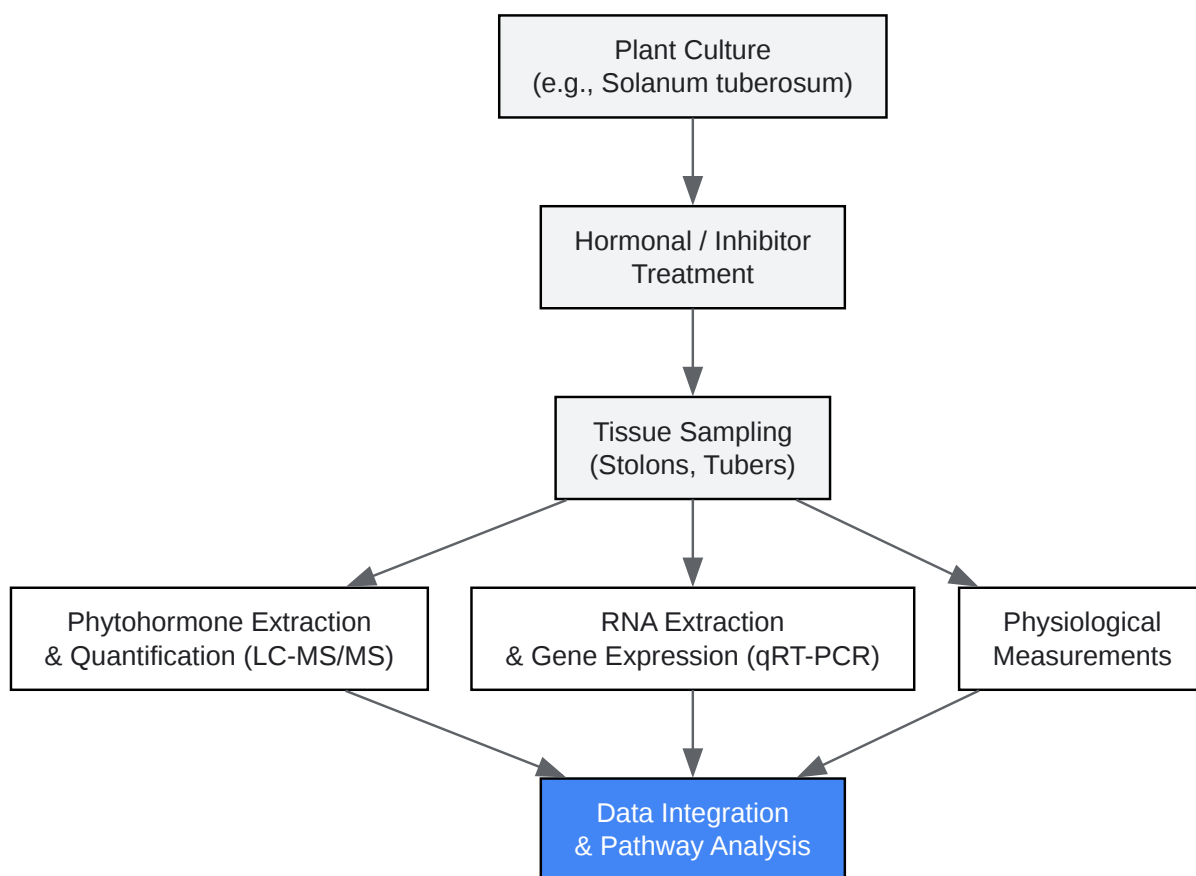 Plant Culture
(e.g., Solanum tuberosum)
Hormonal / Inhibitor
Treatment
Tissue Sampling
(Stolons, Tubers)
Phytohormone Extraction
& Quantification (LC-MS/MS)
RNA Extraction
& Gene Expression (qRT-PCR)
Physiological
Measurements
Data Integration
& Pathway Analysis